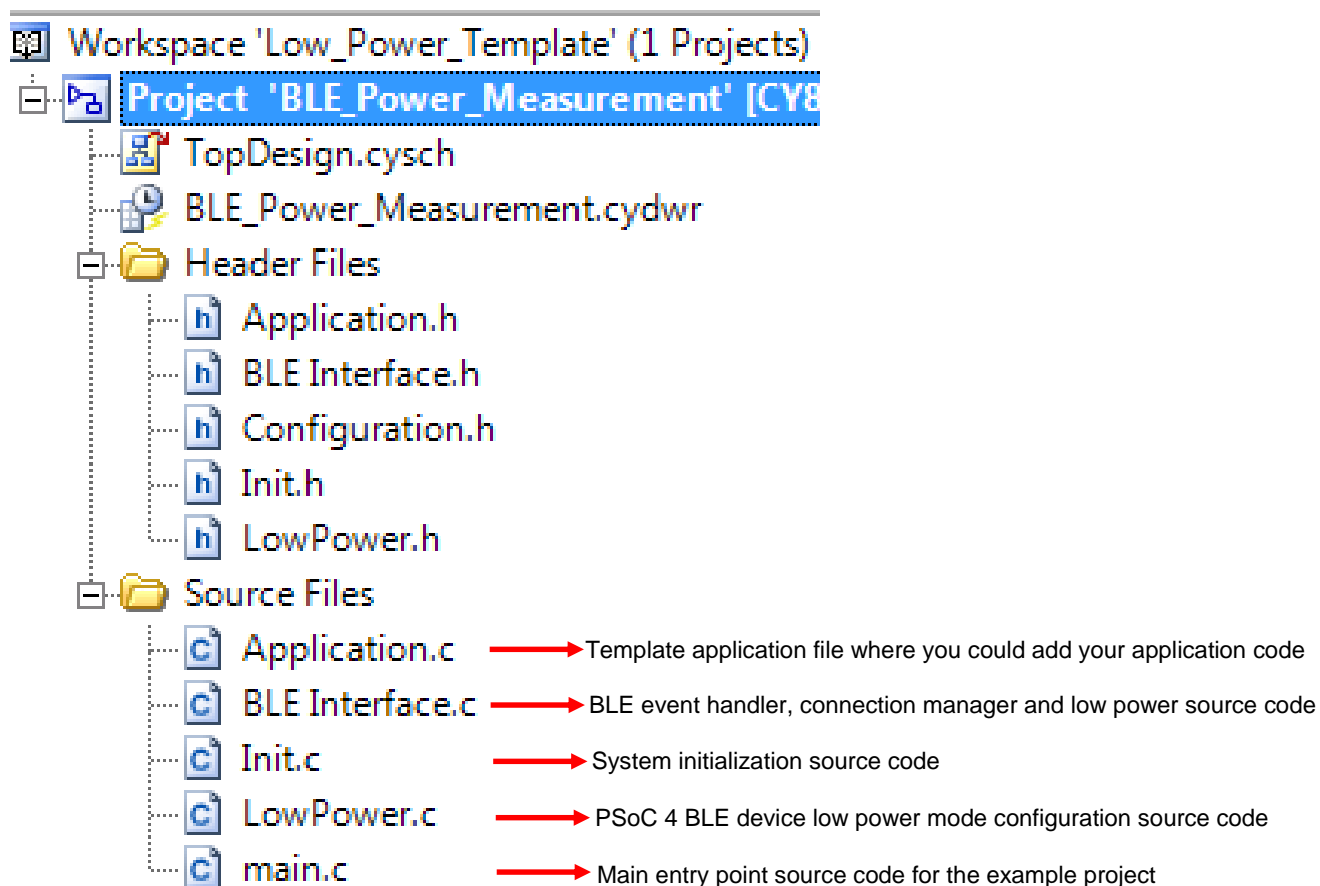 Workspace 'Low_Power_Template' (1 Projects)
Project 'BLE_Power_Measurement' [CY8
TopDesign.cysch
BLE_Power_Measurement.cydwr
Header Files
h Application.h
h BLE Interface.h
h Configuration.h
h Init.h
h LowPower.h
Source Files
c Application.c Template application file where you could add your application code
c BLE Interface.c BLE event handler, connection manager and low power source code
c Init.c System initialization source code
c LowPower.c PSoC 4 BLE device low power mode configuration source code
c main.c Main entry point source code for the example project